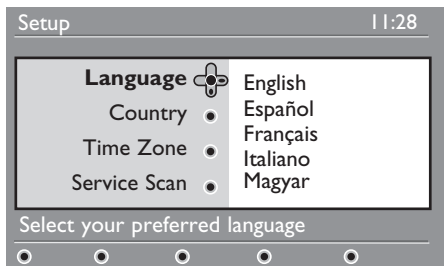 Setup 11:28
Language
Country
Time Zone
Service Scan
English
Español
Français
Italiano
Magyar
Select your preferred language